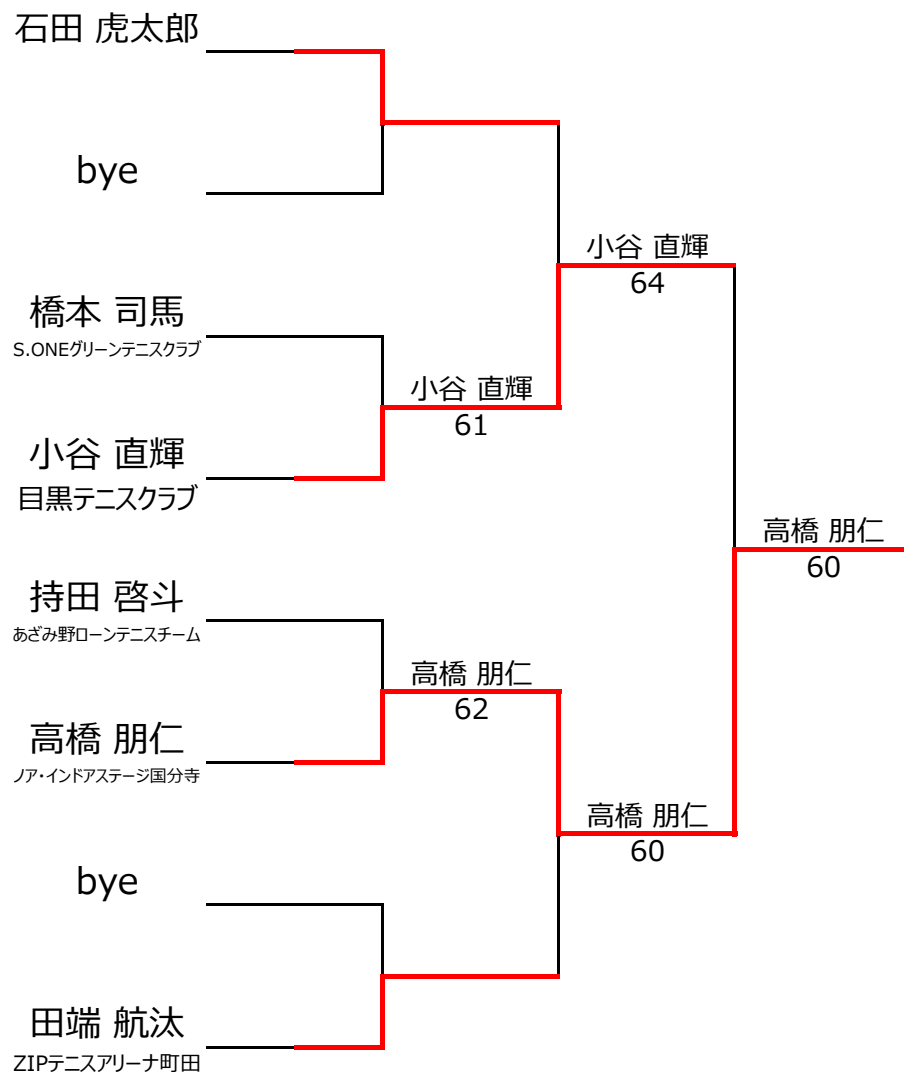 石田 虎太郎
bye
橋本 司馬
S.ONEグリーンテニスクラブ
小谷 直輝
目黒テニスクラブ
持田 啓斗
あざみ野ローンテニスチーム
高橋 朋仁
ノア・インドアステージ国分寺
bye
田端 航汰
ZIPテニスアリーナ町田
小谷 直輝
61
高橋 朋仁
62
小谷 直輝
64
高橋 朋仁
60
高橋 朋仁
60